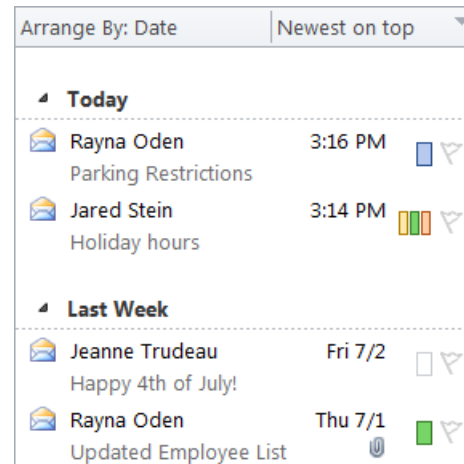 Arrange By: Date Newest on top
Today
Rayna Oden 3:16 PM
Parking Restrictions
Jared Stein 3:14 PM
Holiday hours
Last Week
Jeanne Trudeau Fri 7/2
Happy 4th of July!
Rayna Oden Thu 7/1
Updated Employee List